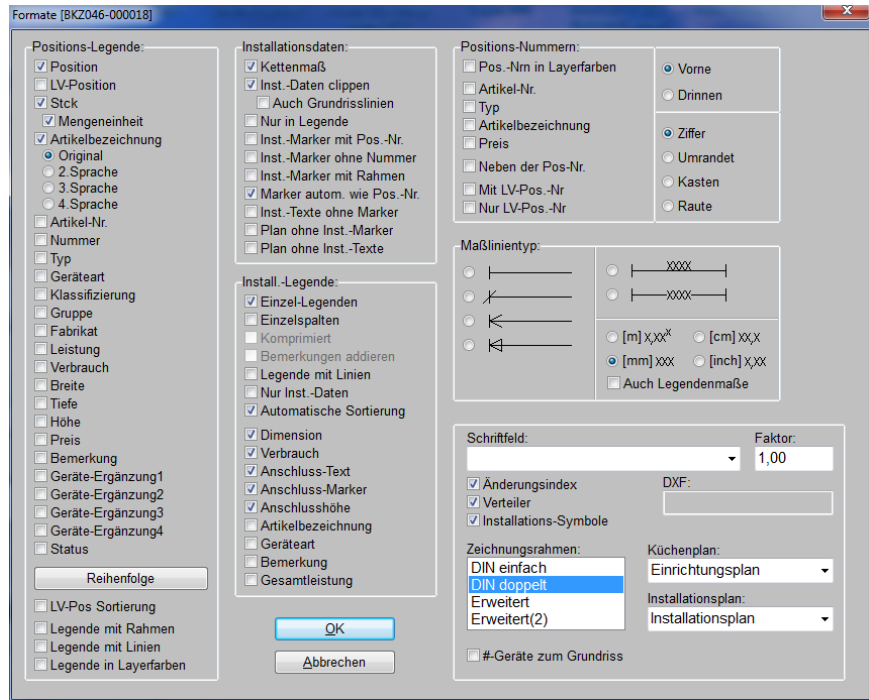 Formate [BKZ046-000018]
Positions-Legende:
Position
LV-Position
Stck
Mengeneinheit
Artikelbezeichnung
Original
2.Sprache
3.Sprache
4.Sprache
Artikel-Nr.
Nummer
Typ
Geräteart
Klassifizierung
Gruppe
Fabrikat
Leistung
Verbrauch
Breite
Tiefe
Höhe
Preis
Bemerkung
Geräte-Ergänzung1
Geräte-Ergänzung2
Geräte-Ergänzung3
Geräte-Ergänzung4
Status
Reihenfolge
LV-Pos Sortierung
Legende mit Rahmen
Legende mit Linien
Legende in Layerfarben
Installationsdaten:
Kettenmaß
Inst.-Daten clippen
Auch Grundrisslinien
Nur in Legende
Inst.-Marker mit Pos.-Nr.
Inst.-Marker ohne Nummer
Inst.-Marker mit Rahmen
Marker autom. wie Pos.-Nr.
Inst.-Texte ohne Marker
Plan ohne Inst.-Marker
Plan ohne Inst.-Texte
Install.-Legende:
Einzel-Legenden
Einzelspalten
Komprimiert
Bemerkungen addieren
Legende mit Linien
Nur Inst.-Daten
Automatische Sortierung
Dimension
Verbrauch
Anschluss-Text
Anschluss-Marker
Anschlusshöhe
Artikelbezeichnung
Geräteart
Bemerkung
Gesamtleistung
OK
Abbrechen
Positions-Nummern:
Pos.-Nrn in Layerfarben
Artikel-Nr.
Typ
Artikelbezeichnung
Preis
Neben der Pos-Nr.
Mit LV-Pos.-Nr
Nur LV-Pos.-Nr
Vorne
Drinnen
Ziffer
Umrandet
Kasten
Raute
Maßlinientyp:
XXXX
XXXX
[m] X,XX^X [cm] XX,X
[mm] XXX [inch] X,XX
Auch Legendenmaße
Schriftfeld: Faktor:
1,00
Änderungsindex
Verteiler
Installations-Symbole
DXF:
Zeichnungsrahmen:
DIN einfach
DIN doppelt
Erweitert
Erweitert(2)
Küchenplan:
Einrichtungsplan
Installationsplan:
Installationsplan
#-Geräte zum Grundriss